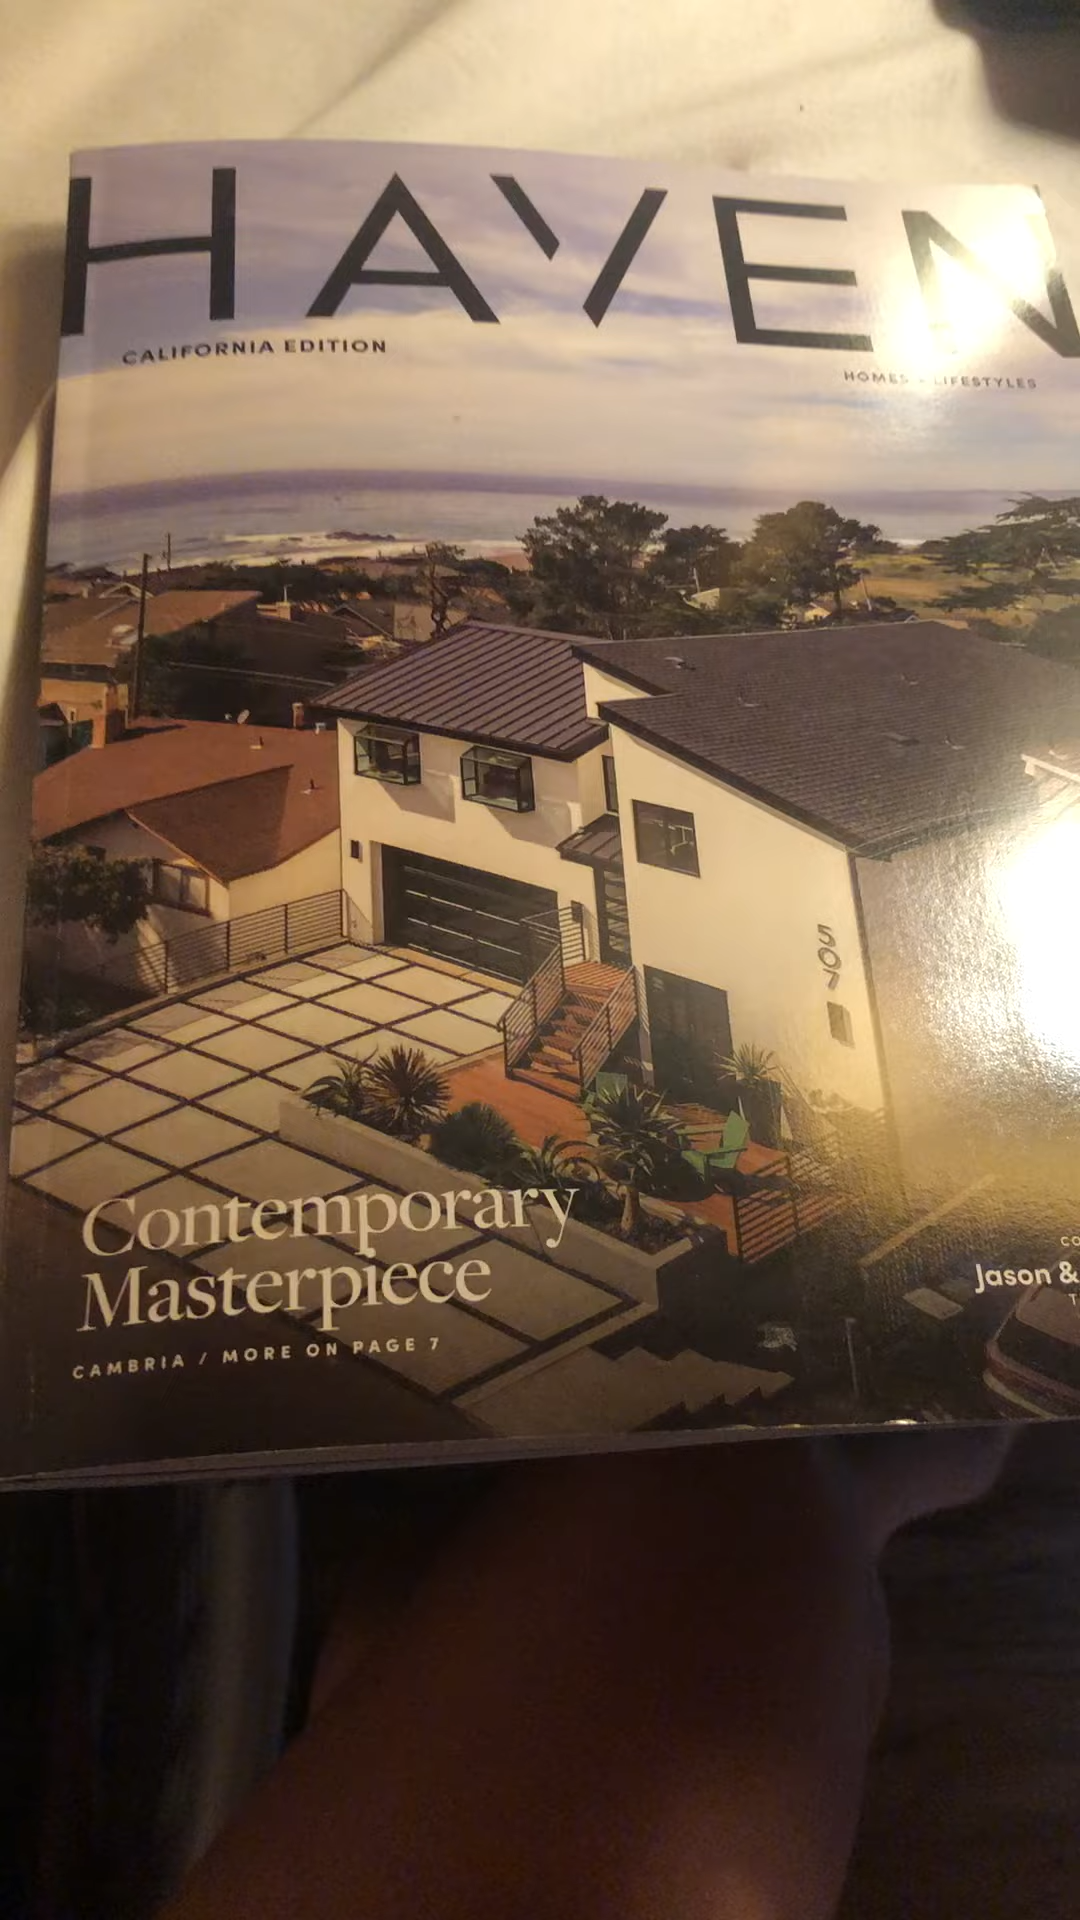 HAVEN
CALIFORNIA EDITION
HOMES + LIFESTYLES
507
Contemporary
Masterpiece
CAMBRIA / MORE ON PAGE 7
Jason &